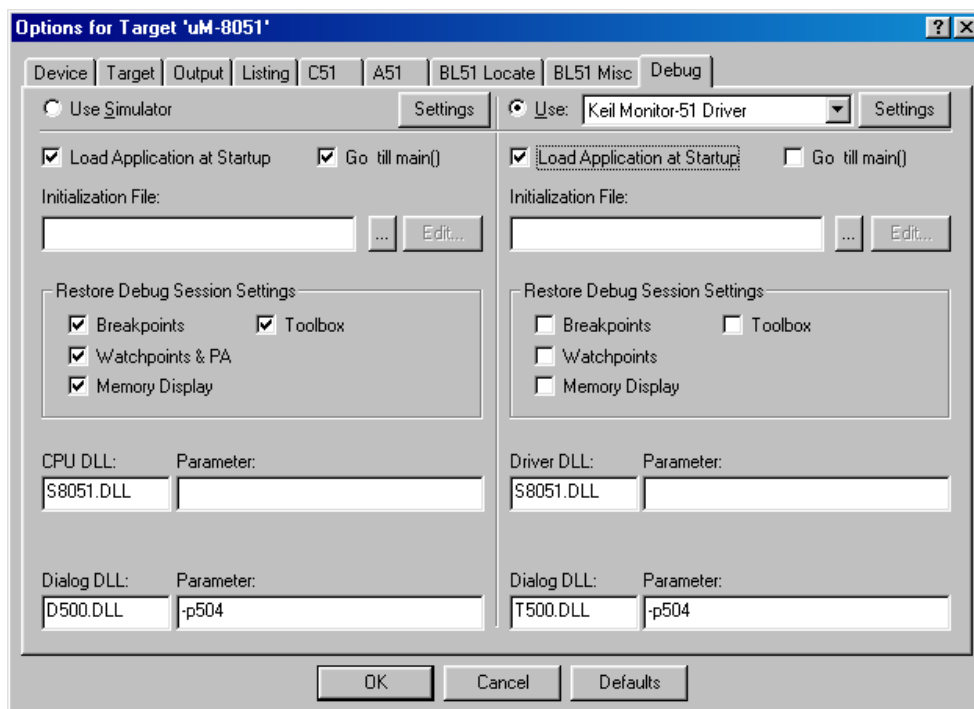 Options for Target 'uM-8051'
Device Target Output Listing C51 A51 BL51 Locate BL51 Misc Debug
Use Simulator Settings Use: Keil Monitor-51 Driver Settings
Load Application at Startup Go till main() Load Application at Startup Go till main()
Initialization File: Initialization File:
... Edit... ... Edit...
Restore Debug Session Settings Restore Debug Session Settings
Breakpoints Toolbox Breakpoints Toolbox
Watchpoints & PA Watchpoints
Memory Display Memory Display
CPU DLL: Parameter: Driver DLL: Parameter:
S8051.DLL S8051.DLL
Dialog DLL: Parameter: Dialog DLL: Parameter:
D500.DLL -p504 T500.DLL -p504
OK Cancel Defaults